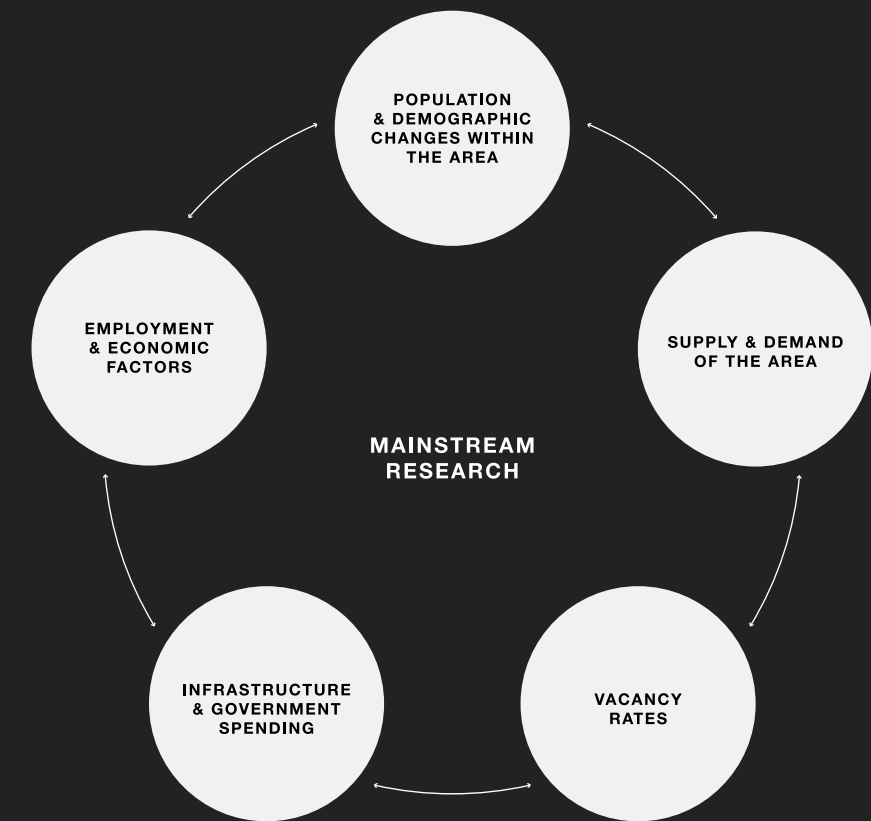 POPULATION
& DEMOGRAPHIC
CHANGES WITHIN
THE AREA
EMPLOYMENT
& ECONOMIC
FACTORS
SUPPLY & DEMAND
OF THE AREA
MAINSTREAM
RESEARCH
INFRASTRUCTURE
& GOVERNMENT
SPENDING
VACANCY
RATES